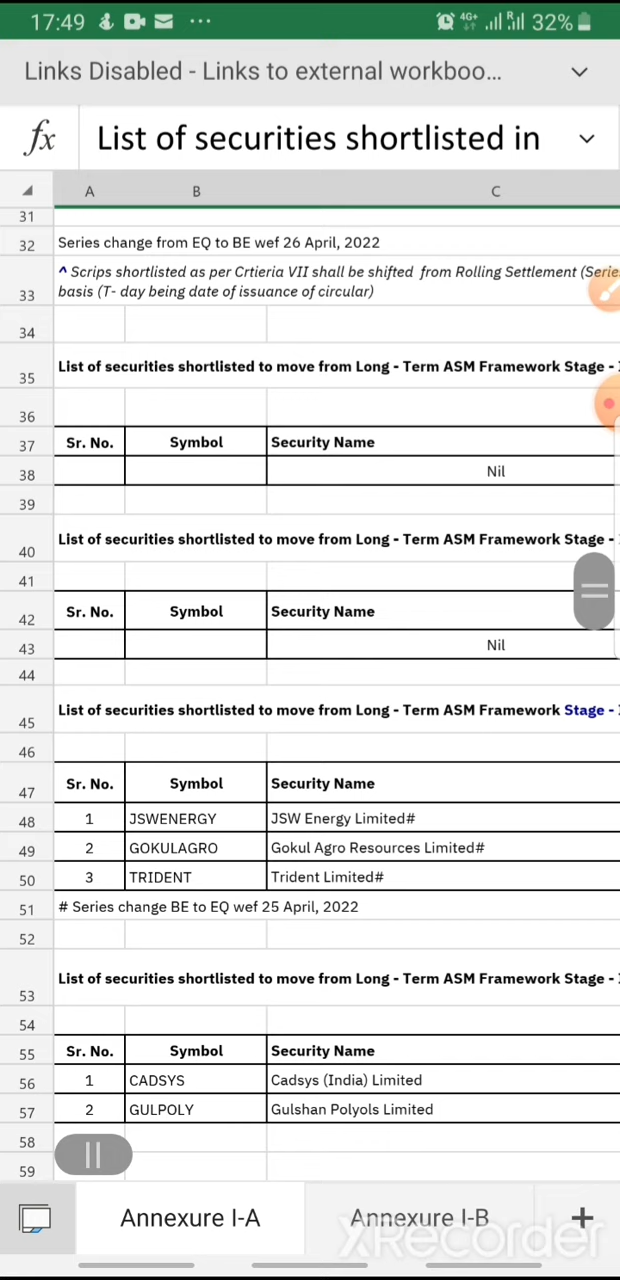 17:49 ... 4G+ R 32%
Links Disabled - Links to external workboo...
fx List of securities shortlisted in
A B C
31
32 Series change from EQ to BE wef 26 April, 2022
^ Scrips shortlisted as per Crtieria VII shall be shifted from Rolling Settlement (Serie
33 basis (T- day being date of issuance of circular)
34
35 List of securities shortlisted to move from Long - Term ASM Framework Stage -
36
37 Sr. No. Symbol Security Name
38 Nil
39
40 List of securities shortlisted to move from Long - Term ASM Framework Stage -
41
42 Sr. No. Symbol Security Name
43 Nil
44
45 List of securities shortlisted to move from Long - Term ASM Framework Stage -
46
47 Sr. No. Symbol Security Name
48 1 JSWENERGY JSW Energy Limited#
49 2 GOKULAGRO Gokul Agro Resources Limited#
50 3 TRIDENT Trident Limited#
51 # Series change BE to EQ wef 25 April, 2022
52
53 List of securities shortlisted to move from Long - Term ASM Framework Stage -
54
55 Sr. No. Symbol Security Name
56 1 CADSYS Cadsys (India) Limited
57 2 GULPOLY Gulshan Polyols Limited
58
59
Annexure I-A Annexure I-B +
XRecorder